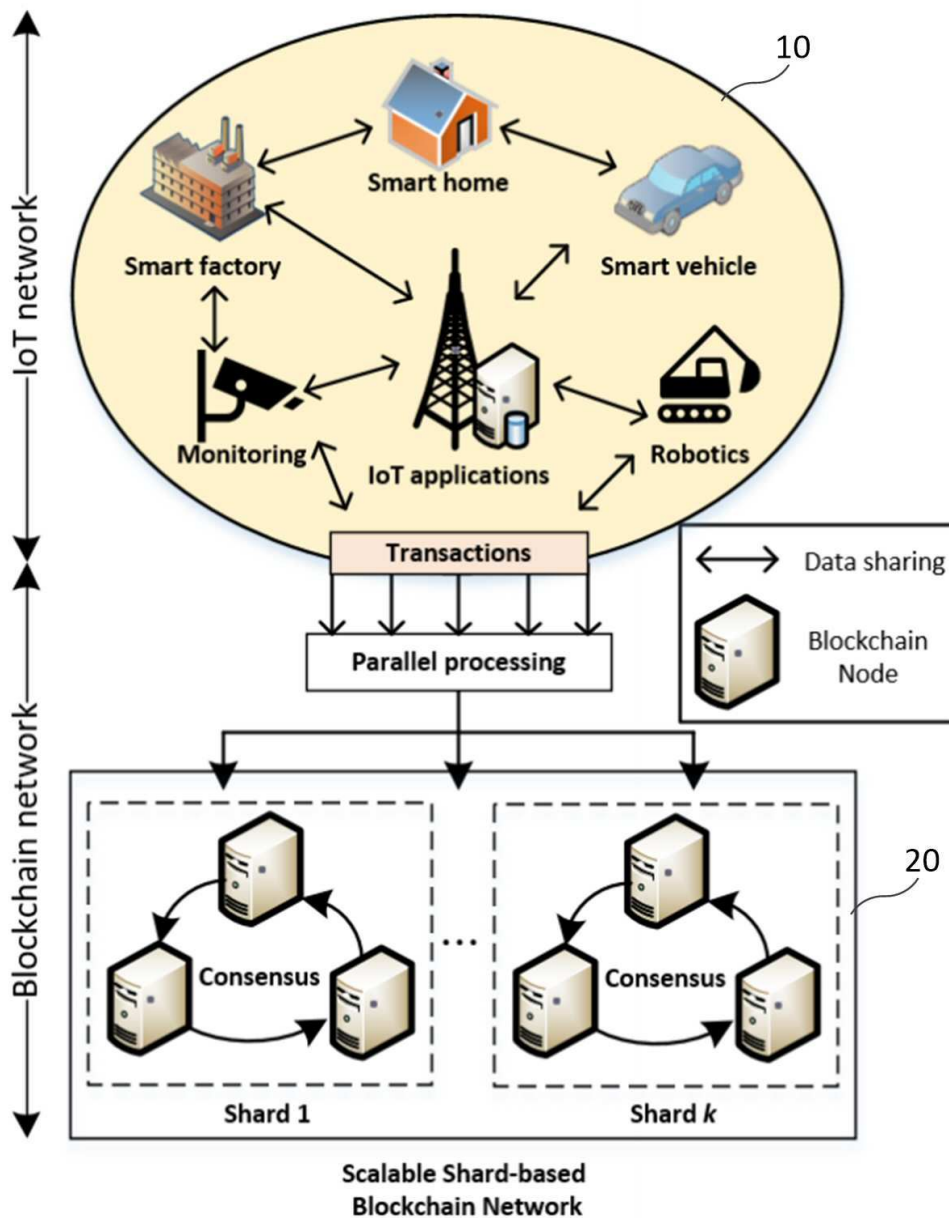 10
Smart home
Smart factory
Smart vehicle
IoT network
Monitoring
IoT applications
Robotics
Transactions
Data sharing
Blockchain
Node
Parallel processing
Blockchain network
20
Consensus
...
Consensus
Shard 1
Shard k
Scalable Shard-based
Blockchain Network